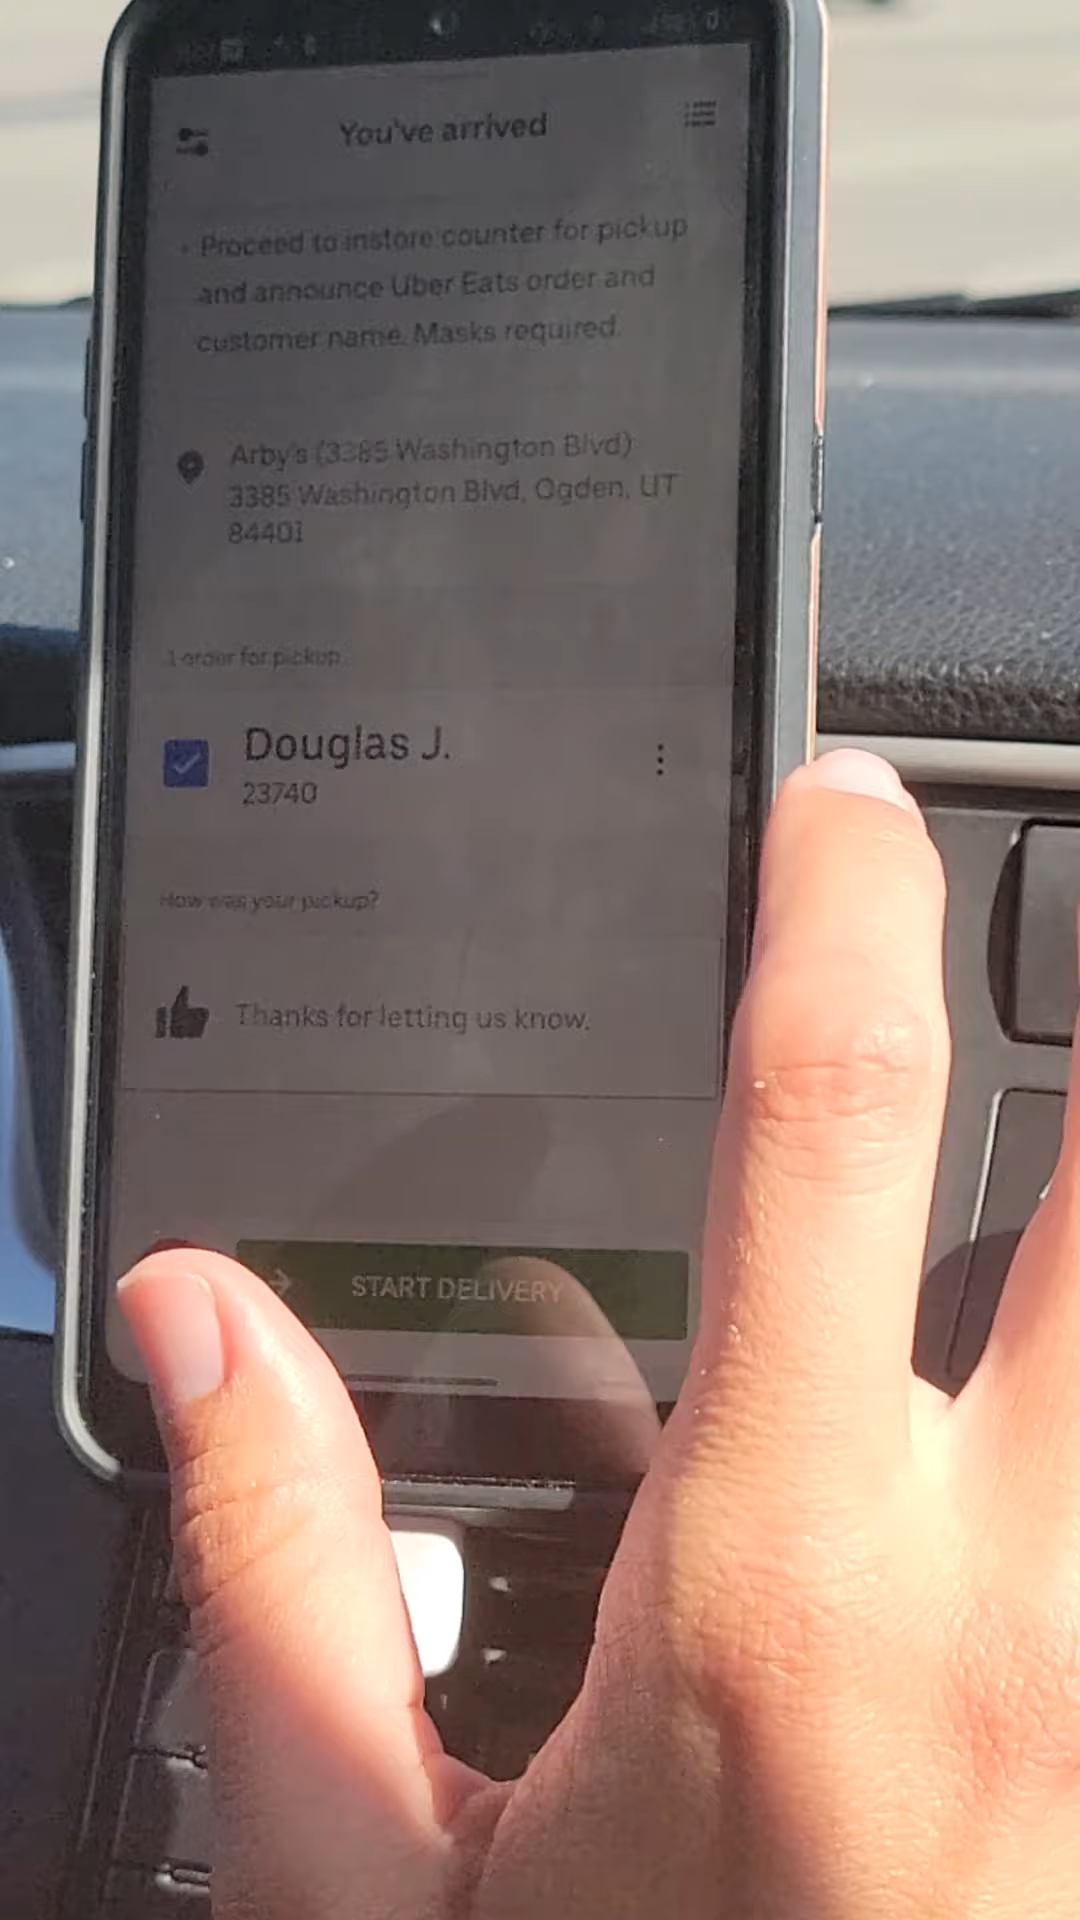 You've arrived
· Proceed to instore counter for pickup
and announce Uber Eats order and
customer name. Masks required.
Arby's (3385 Washington Blvd)
3385 Washington Blvd, Ogden, UT
84401
1 order for pickup
Douglas J.
23740
How was your pickup?
Thanks for letting us know.
START DELIVERY